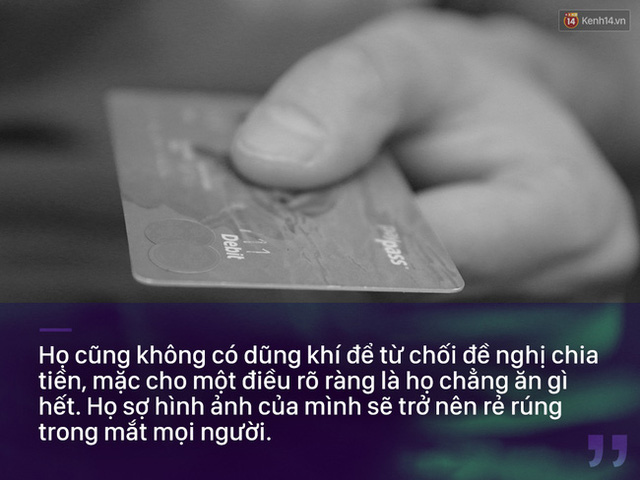 14 Kenh14.vn
pass
Debit
Họ cũng không có dũng khí để từ chối đề nghị chia
tiền, mặc cho một điều rõ ràng là họ chẳng ăn gì
hết. Họ sợ hình ảnh của mình sẽ trở nên rẻ rúng
trong mắt mọi người.
”